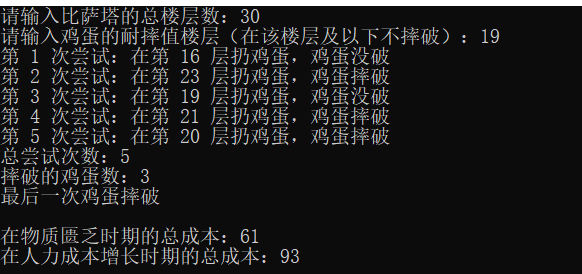 请输入比萨塔的总楼层数：30
请输入鸡蛋的耐摔值楼层（在该楼层及以下不摔破）：19
第 1 次尝试：在第 16 层扔鸡蛋，鸡蛋没破
第 2 次尝试：在第 23 层扔鸡蛋，鸡蛋摔破
第 3 次尝试：在第 19 层扔鸡蛋，鸡蛋没破
第 4 次尝试：在第 21 层扔鸡蛋，鸡蛋摔破
第 5 次尝试：在第 20 层扔鸡蛋，鸡蛋摔破
总尝试次数：5
摔破的鸡蛋数：3
最后一次鸡蛋摔破
在物质匮乏时期的总成本：61
在人力成本增长时期的总成本：93